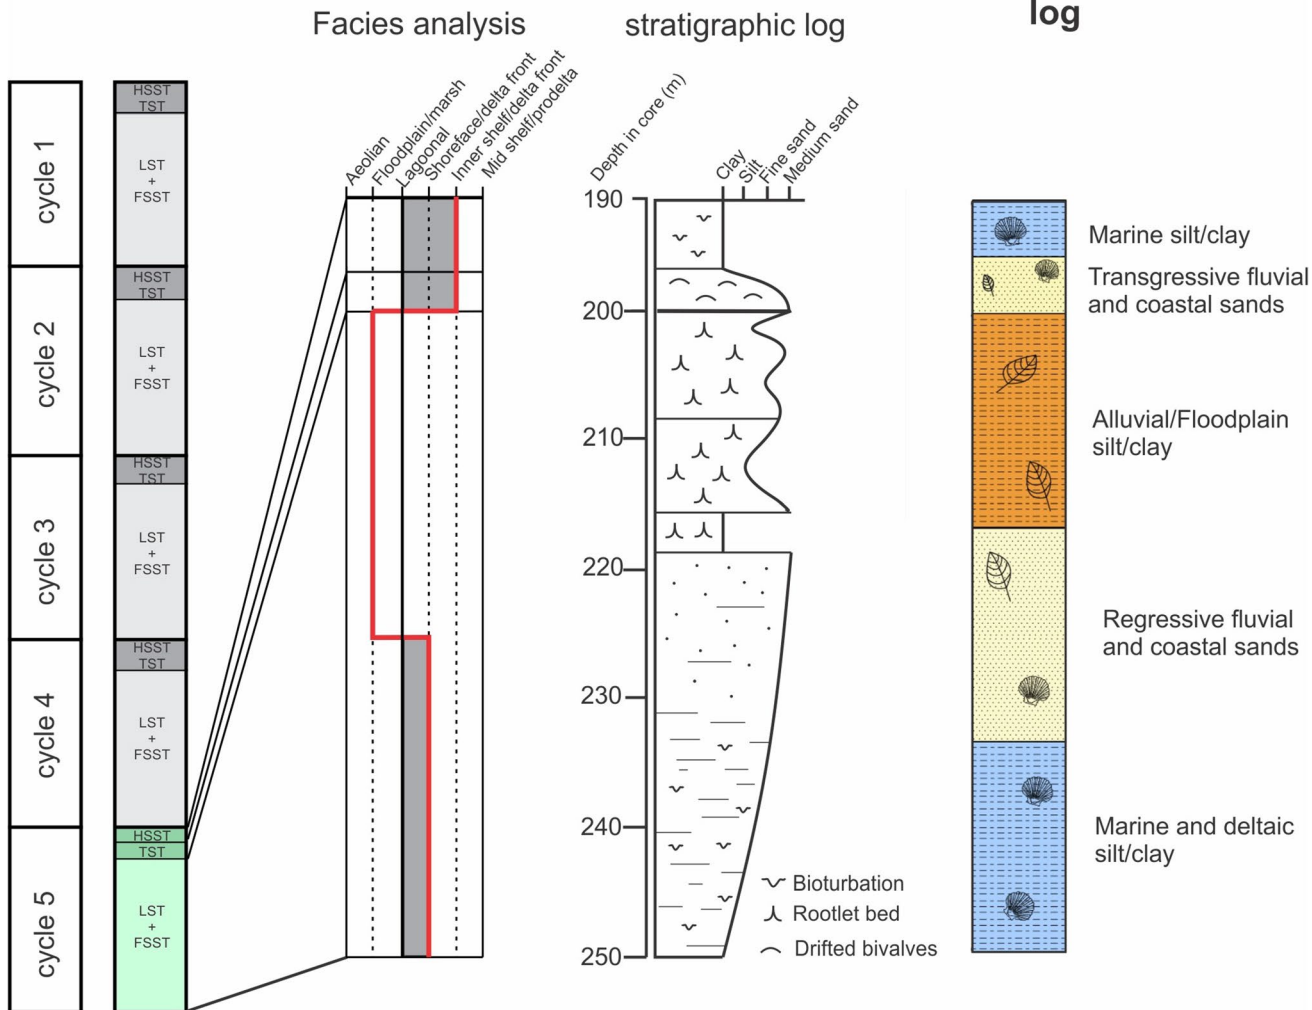 Facies analysis
stratigraphic log
log
Aeolian
Floodplain/marsh
Lagoonal
Shoreface/delta front
Inner shelf/delta front
Mid shelf/prodelta
Depth in core (m)
Clay
Silt
Fine sand
Medium sand
cycle 1
HSST
TST
LST
+
FSST
cycle 2
HSST
TST
LST
+
FSST
cycle 3
HSST
TST
LST
+
FSST
cycle 4
HSST
TST
LST
+
FSST
cycle 5
HSST
TST
LST
+
FSST
190
200
210
220
230
240
250
Bioturbation
Rootlet bed
Drifted bivalves
Marine silt/clay
Transgressive fluvial
and coastal sands
Alluvial/Floodplain
silt/clay
Regressive fluvial
and coastal sands
Marine and deltaic
silt/clay